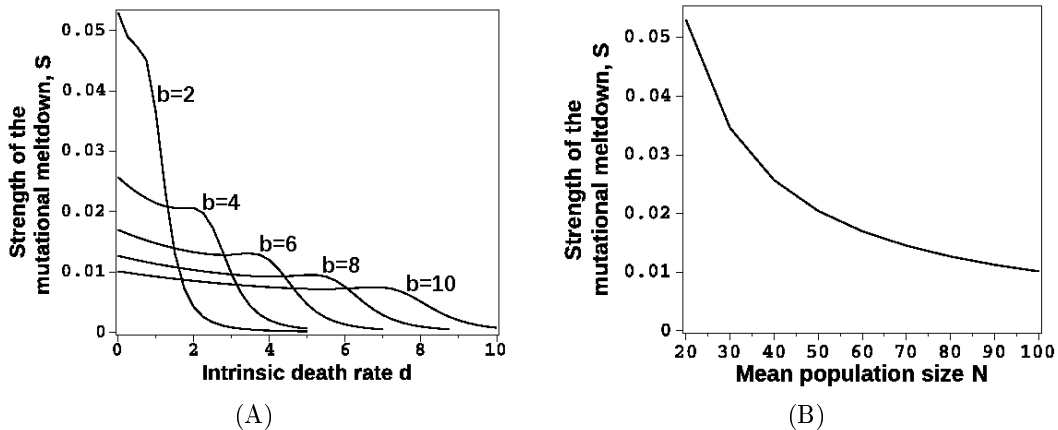 Strength of the
mutational meltdown, S
0.05
0.04
0.03
0.02
0.01
0
b=2
b=4
b=6
b=8
b=10
0 2 4 6 8 10
Intrinsic death rate d
(A)
Strength of the
mutational meltdown, S
0.05
0.04
0.03
0.02
0.01
0
20 30 40 50 60 70 80 90 100
Mean population size N
(B)